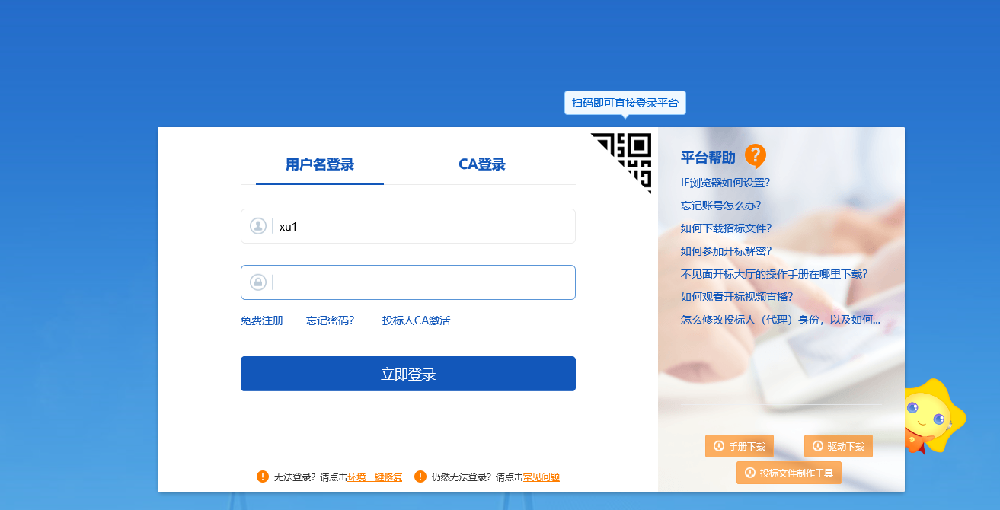 扫码即可直接登录平台
用户名登录
CA登录
xu1
免费注册
忘记密码?
投标人CA激活
立即登录
无法登录？请点击环境一键修复
仍然无法登录？请点击常见问题
平台帮助
IE浏览器如何设置?
忘记账号怎么办?
如何下载招标文件?
如何参加开标解密?
不见面开标大厅的操作手册在哪里下载?
如何观看开标视频直播?
怎么修改投标人（代理）身份，以及如何...
手册下载
驱动下载
投标文件制作工具